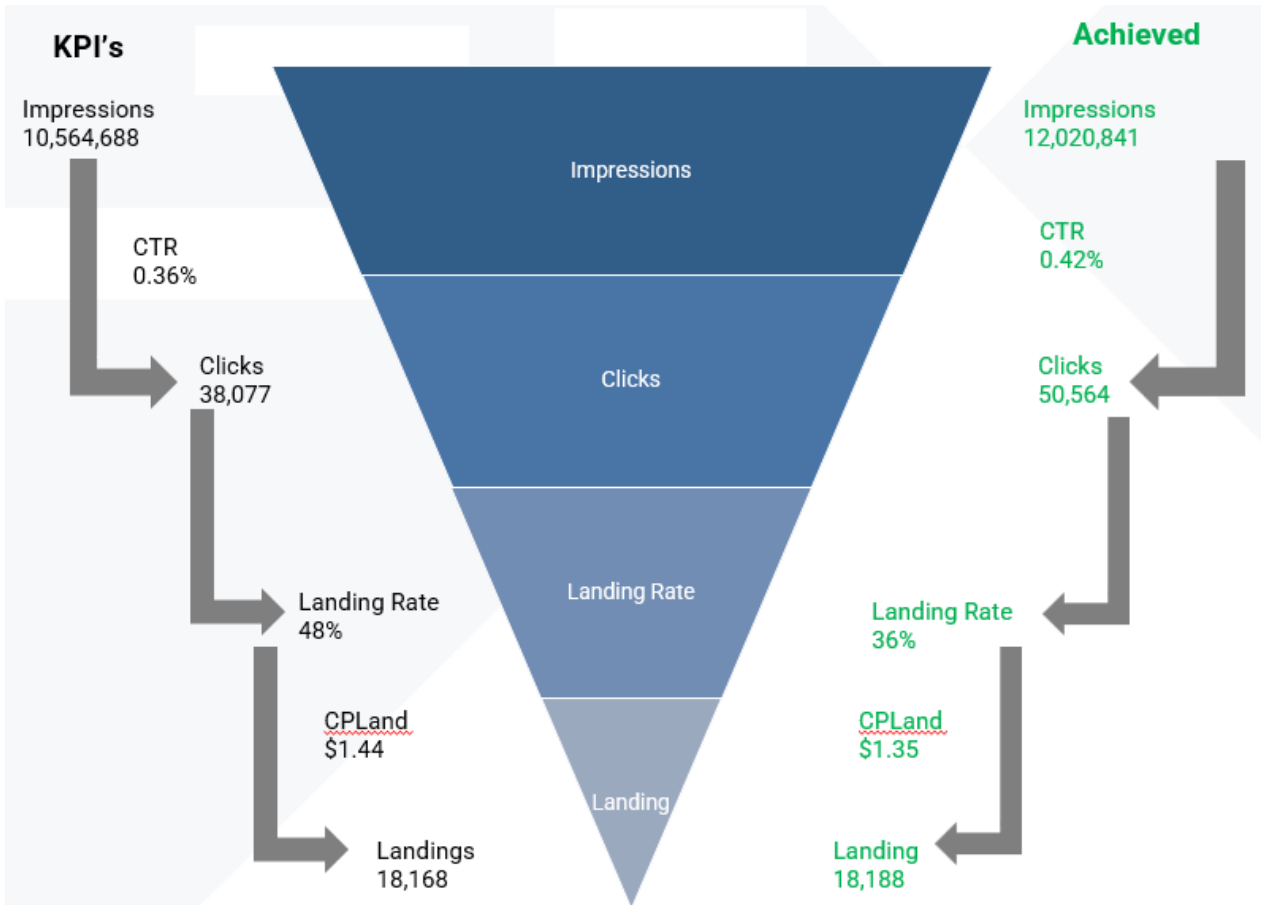 KPI's
Impressions
10,564,688
CTR
0.36%
Clicks
38,077
Landing Rate
48%
CPLand
$1.44
Landings
18,168
Impressions
Clicks
Landing Rate
Landing
Achieved
Impressions
12,020,841
CTR
0.42%
Clicks
50,564
Landing Rate
36%
CPLand
$1.35
Landing
18,188